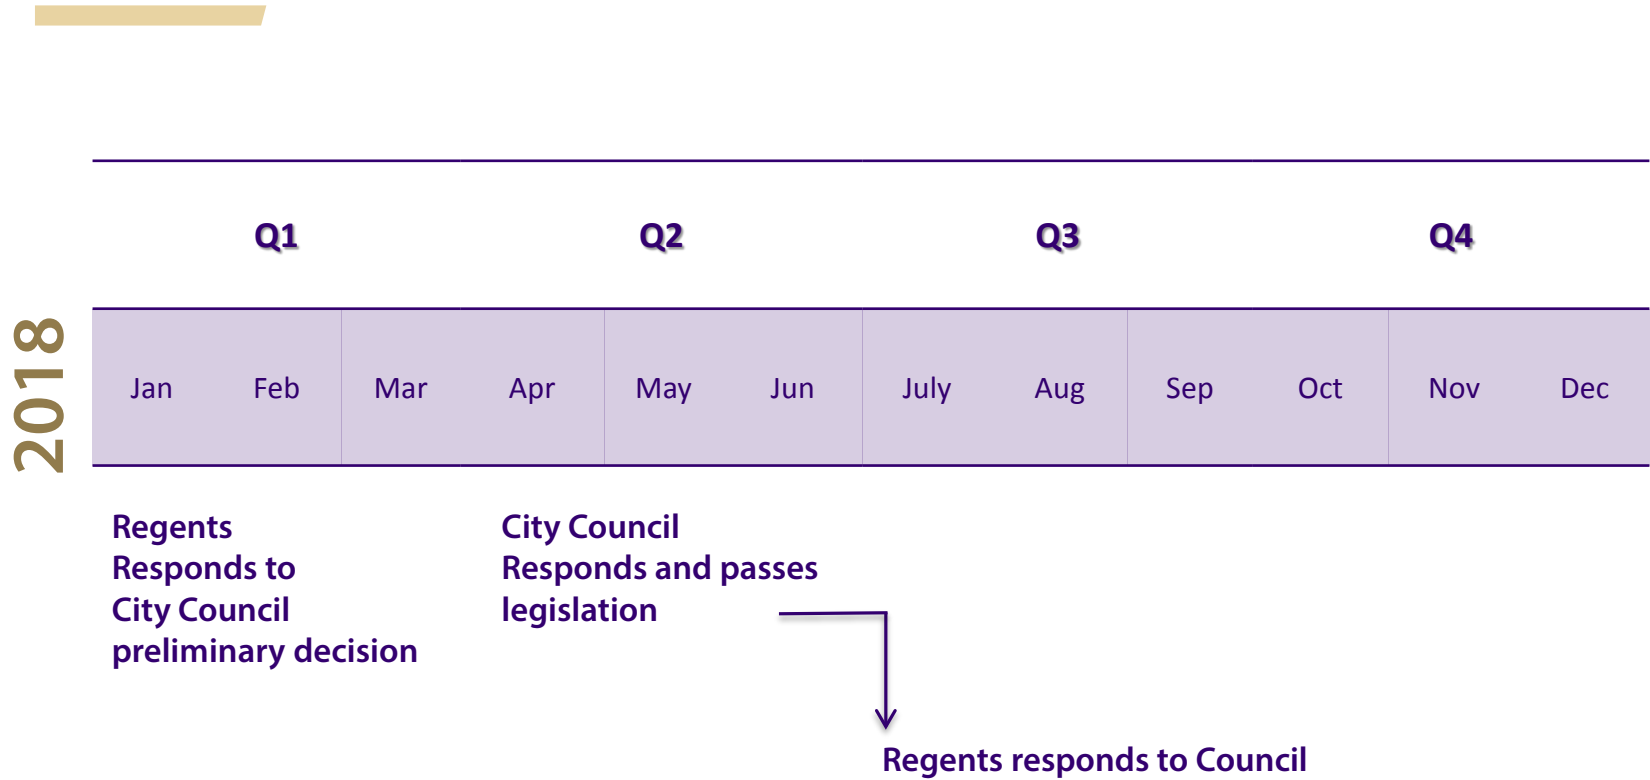 2018
Q1 Q2 Q3 Q4
Jan Feb Mar Apr May Jun July Aug Sep Oct Nov Dec
Regents
Responds to
City Council
preliminary decision
City Council
Responds and passes
legislation
Regents responds to Council